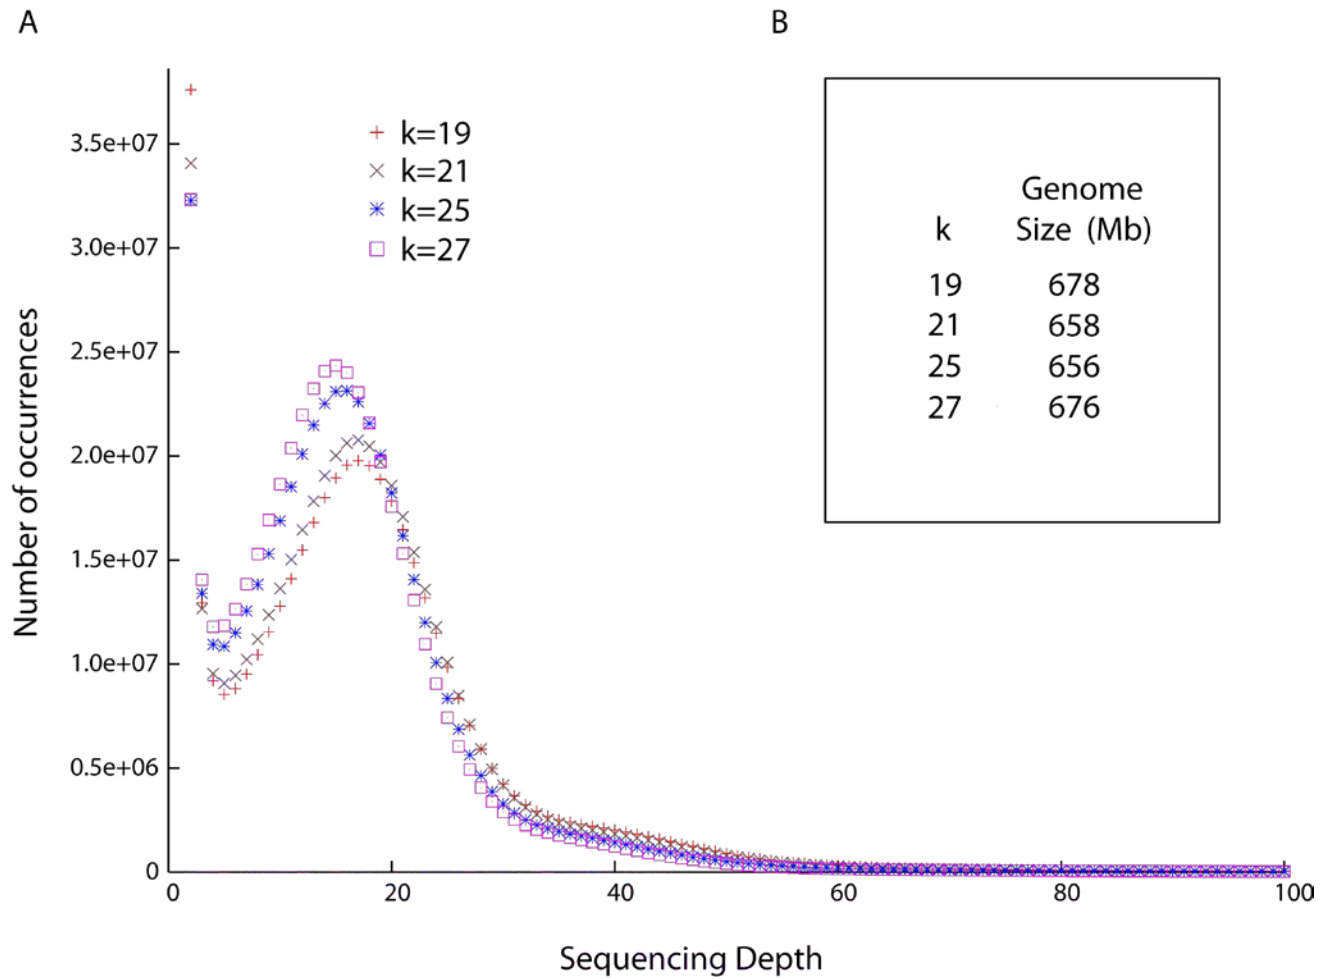 A
B
3.5e+07
3.0e+07
2.5e+07
2.0e+07
1.5e+07
1.0e+07
0.5e+06
0
Number of occurrences
k=19
k=21
k=25
k=27
0 20 40 60 80 100
Sequencing Depth
Genome
k Size (Mb)
19 678
21 658
25 656
27 676